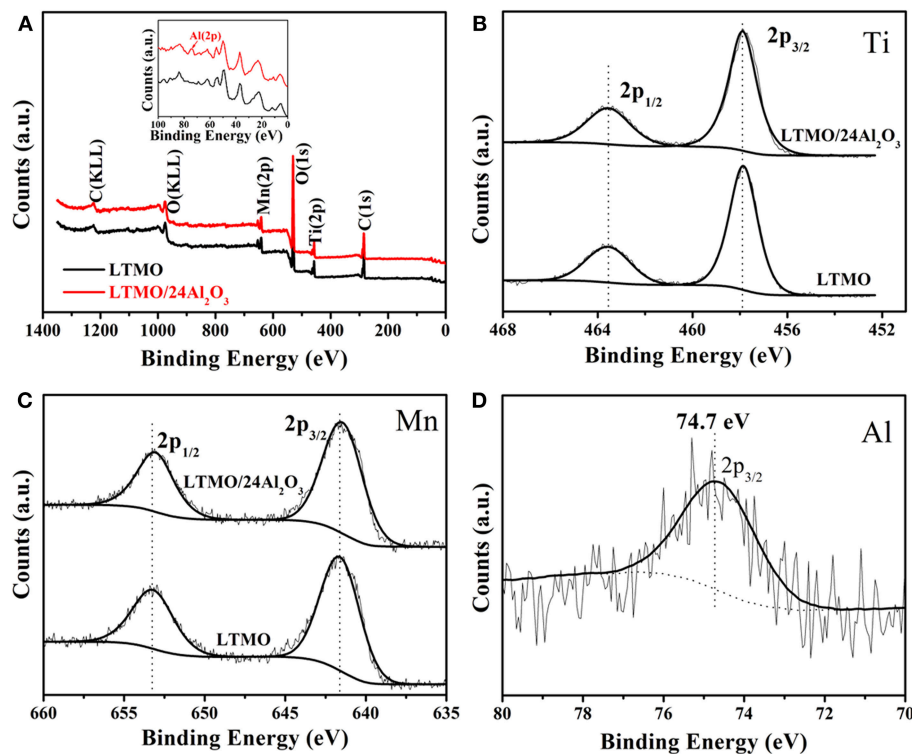 A
Counts (a.u.)
Al(2p)
Counts (a.u.)
100 80 60 40 20 0
Binding Energy (eV)
C(KLL)
O(KLL)
Mn(2p)
O(1s)
Ti(2p)
C(1s)
LTMO
LTMO/24Al₂O₃
1400 1200 1000 800 600 400 200 0
Binding Energy (eV)
B
Ti
Counts (a.u.)
2p₃/₂
2p₁/₂
LTMO/24Al₂O₃
LTMO
468 464 460 456 452
Binding Energy (eV)
C
Mn
Counts (a.u.)
2p₁/₂
2p₃/₂
LTMO/24Al₂O₃
LTMO
660 655 650 645 640 635
Binding Energy (eV)
D
74.7 eV
Al
Counts (a.u.)
2p₃/₂
80 78 76 74 72 70
Binding Energy (eV)